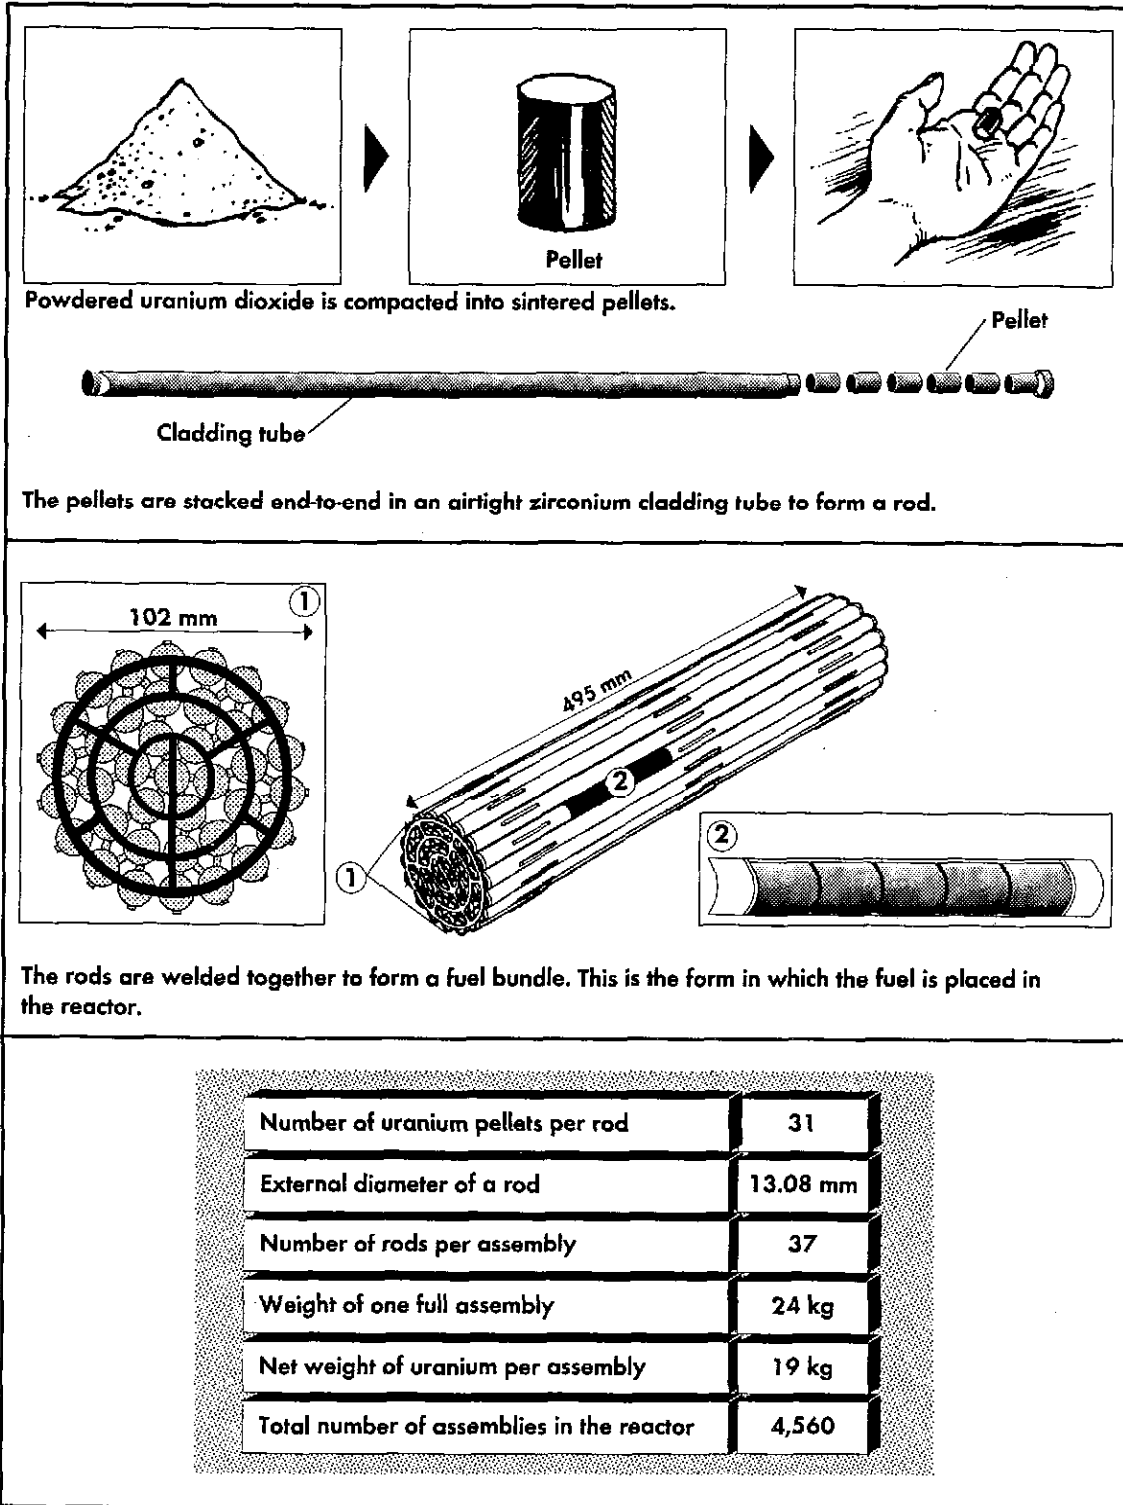 Pellet
Powdered uranium dioxide is compacted into sintered pellets.
Pellet
Cladding tube
The pellets are stacked end-to-end in an airtight zirconium cladding tube to form a rod.
1
102 mm
495 mm
2
1
2
The rods are welded together to form a fuel bundle. This is the form in which the fuel is placed in
the reactor.
Number of uranium pellets per rod 31
External diameter of a rod 13.08 mm
Number of rods per assembly 37
Weight of one full assembly 24 kg
Net weight of uranium per assembly 19 kg
Total number of assemblies in the reactor 4,560